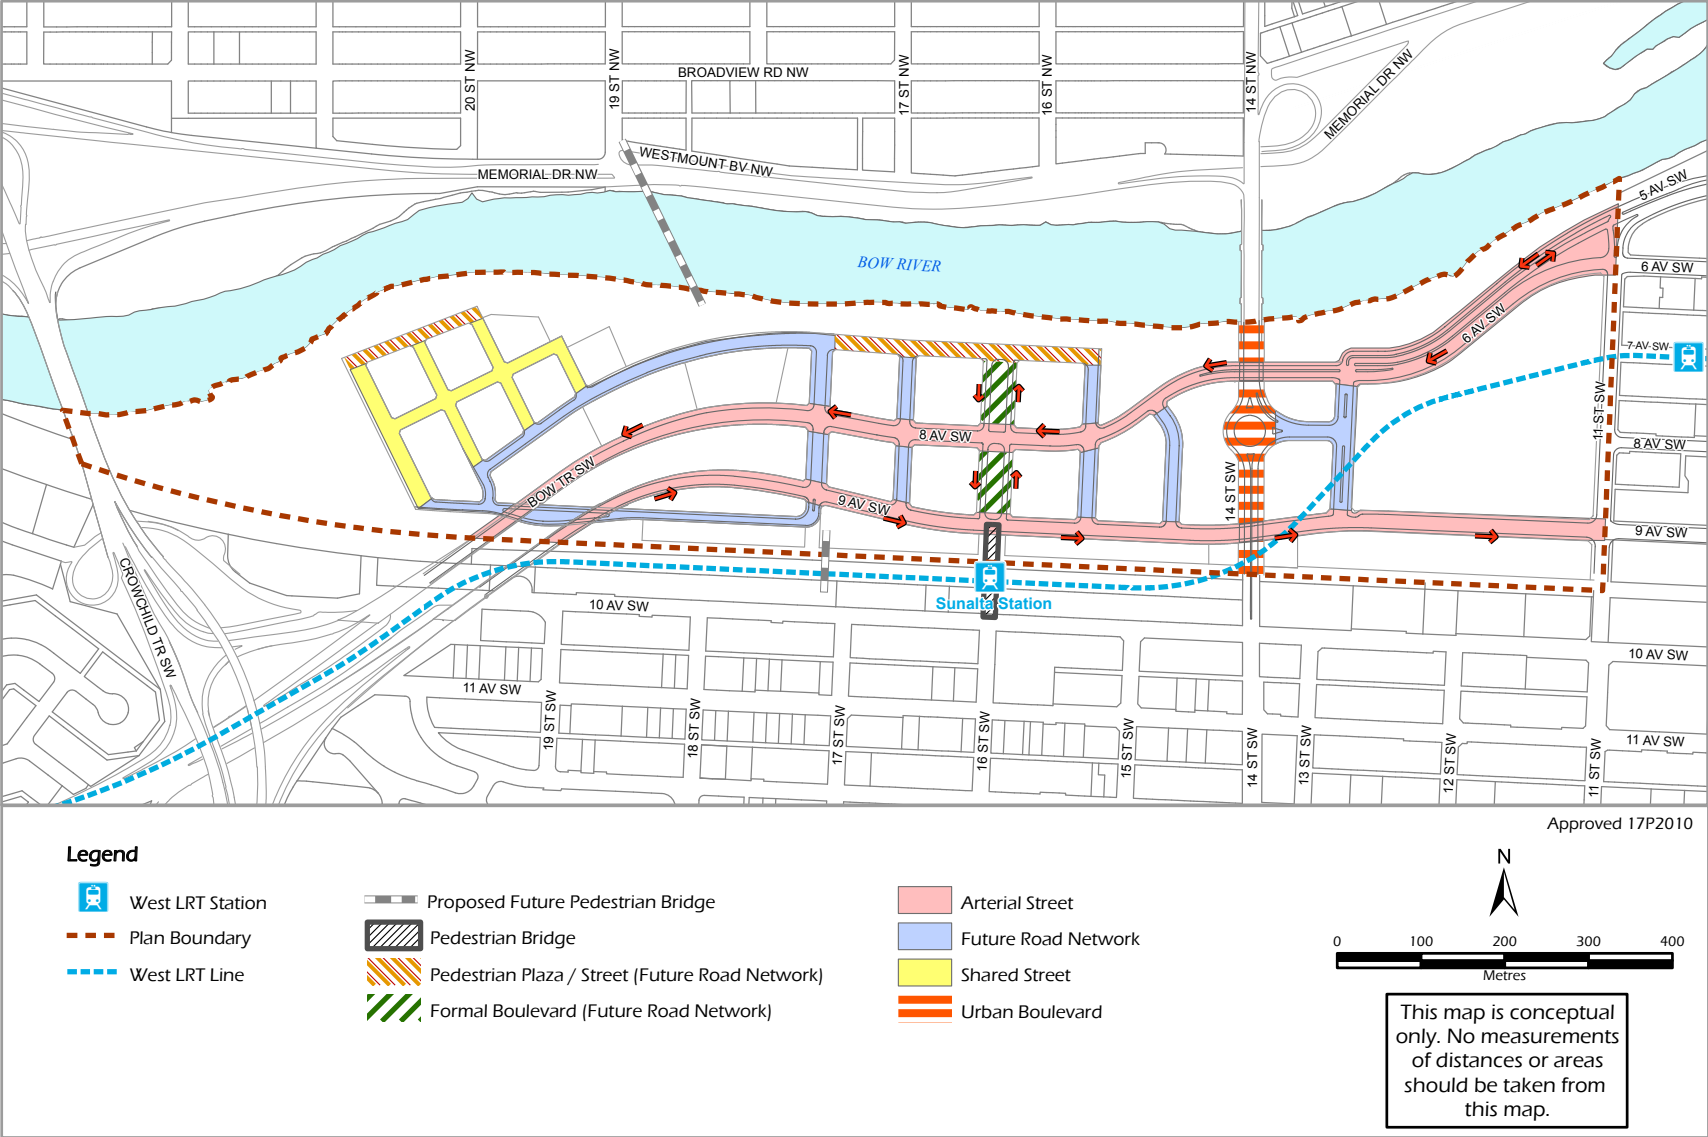 20 ST NW
19 ST NW
BROADVIEW RD NW
17 ST NW
16 ST NW
14 ST NW
MEMORIAL DR NW
WESTMOUNT BV NW
MEMORIAL DR NW
5 AV SW
BOW RIVER
6 AV SW
6 AV SW
7 AV SW
11 ST SW
8 AV SW
8 AV SW
BOW TR SW
14 ST SW
9 AV SW
9 AV SW
CROWCHILD TR SW
Sunalta Station
10 AV SW
10 AV SW
11 AV SW
19 ST SW
18 ST SW
17 ST SW
16 ST SW
15 ST SW
14 ST SW
13 ST SW
12 ST SW
11 ST SW
11 AV SW
Approved 17P2010
Legend
West LRT Station
Plan Boundary
West LRT Line
Proposed Future Pedestrian Bridge
Pedestrian Bridge
Pedestrian Plaza / Street (Future Road Network)
Formal Boulevard (Future Road Network)
Arterial Street
Future Road Network
Shared Street
Urban Boulevard
N
0 100 200 300 400
Metres
This map is conceptual
only. No measurements
of distances or areas
should be taken from
this map.